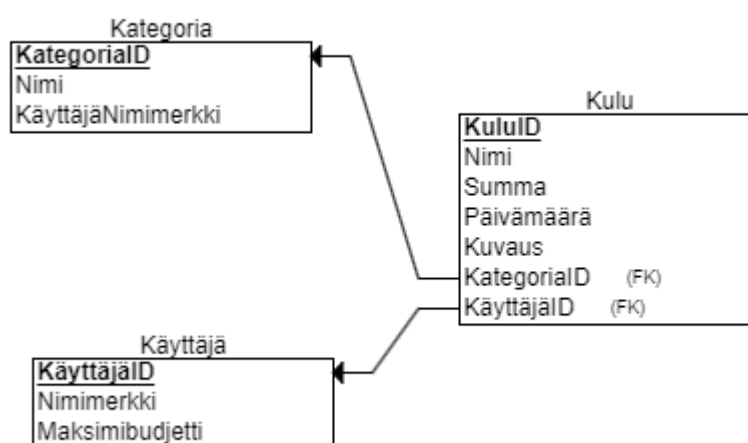 Kategoria
KategoriaID
Nimi
KäyttäjäNimimerkki
Kulu
KuluID
Nimi
Summa
Päivämäärä
Kuvaus
KategoriaID (FK)
KäyttäjäID (FK)
Käyttäjä
KäyttäjäID
Nimimerkki
Maksimibudjetti